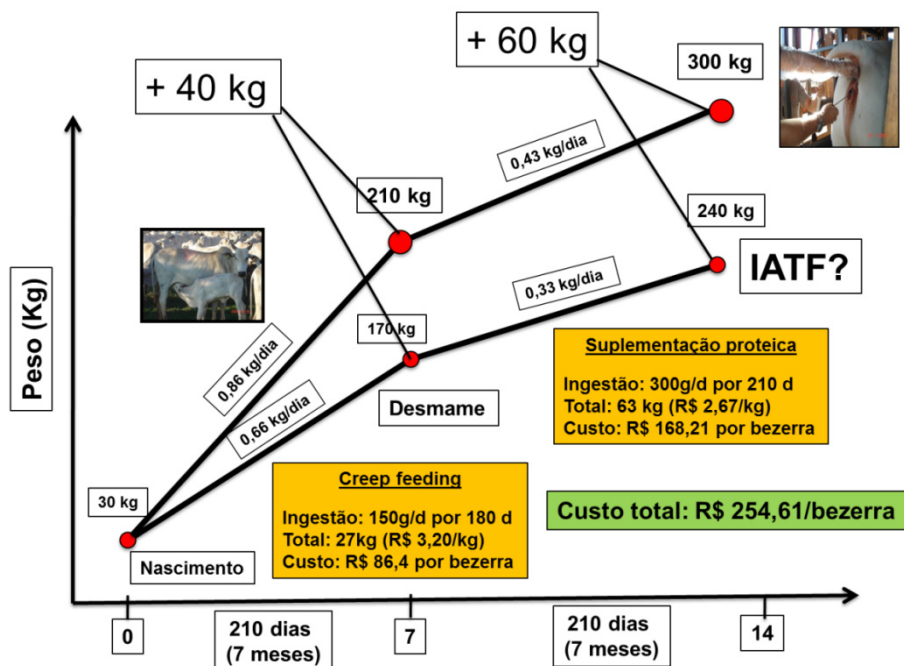 + 60 kg
300 kg
+ 40 kg
0,43 kg/dia
210 kg
240 kg
IATF?
0,33 kg/dia
Peso (Kg)
170 kg
0,86 kg/dia
0,66 kg/dia
Desmame
Suplementação proteica
Ingestão: 300g/d por 210 d
Total: 63 kg (R$ 2,67/kg)
Custo: R$ 168,21 por bezerra
30 kg
Nascimento
Creep feeding
Ingestão: 150g/d por 180 d
Total: 27kg (R$ 3,20/kg)
Custo: R$ 86,4 por bezerra
Custo total: R$ 254,61/bezerra
0
210 dias
(7 meses)
7
210 dias
(7 meses)
14